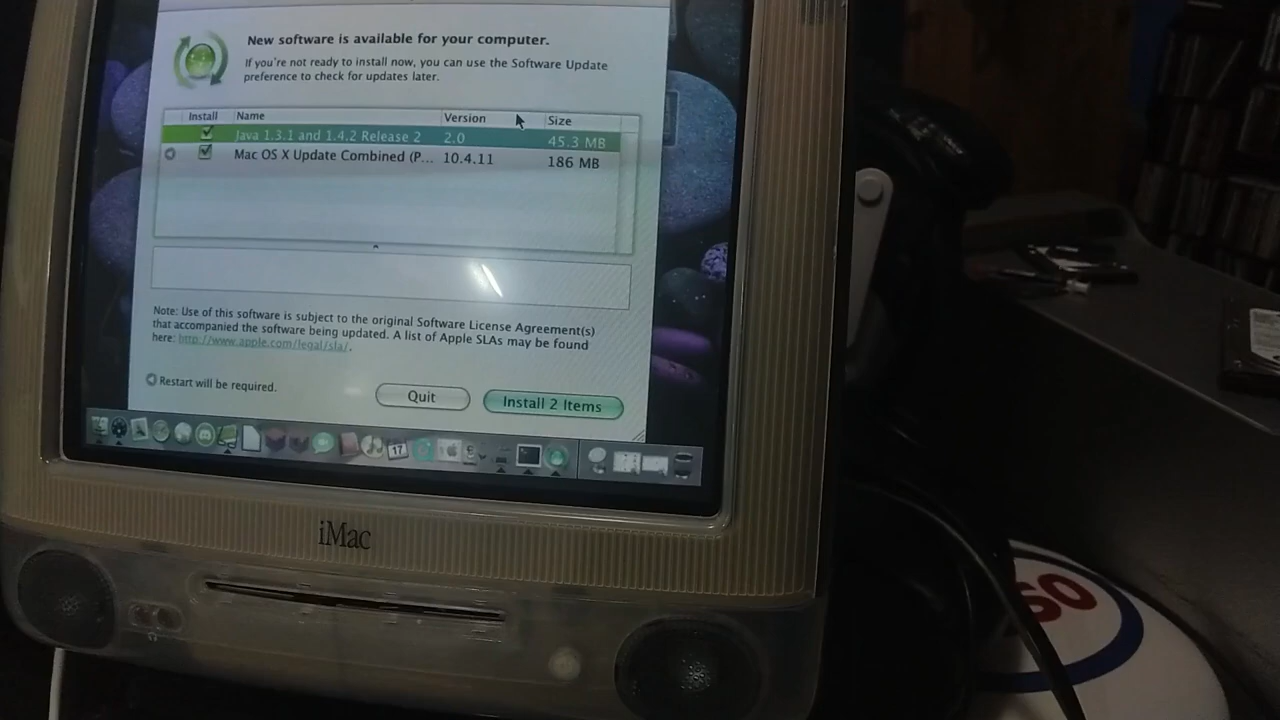 New software is available for your computer.
If you're not ready to install now, you can use the Software Update
preference to check for updates later.
Install Name Version Size
Java 1.3.1 and 1.4.2 Release 2 2.0 45.3 MB
Mac OS X Update Combined (P... 10.4.11 186 MB
Note: Use of this software is subject to the original Software License Agreement(s)
that accompanied the software being updated. A list of Apple SLAs may be found
here: http://www.apple.com/legal/sla/.
Restart will be required.
Quit
Install 2 Items
17
iMac
SO